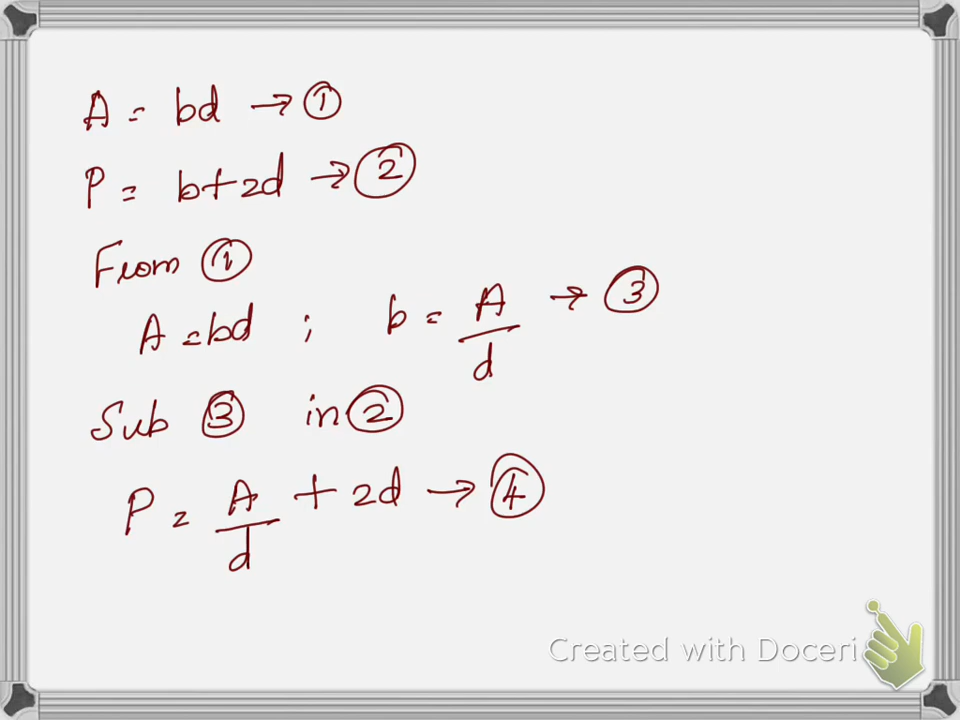 A = bd → ①
P = b+2d → ②
From ①
A = bd ; b = A/d → ③
Sub ③ in ②
P = A/d + 2d → ④
Created with Doceri